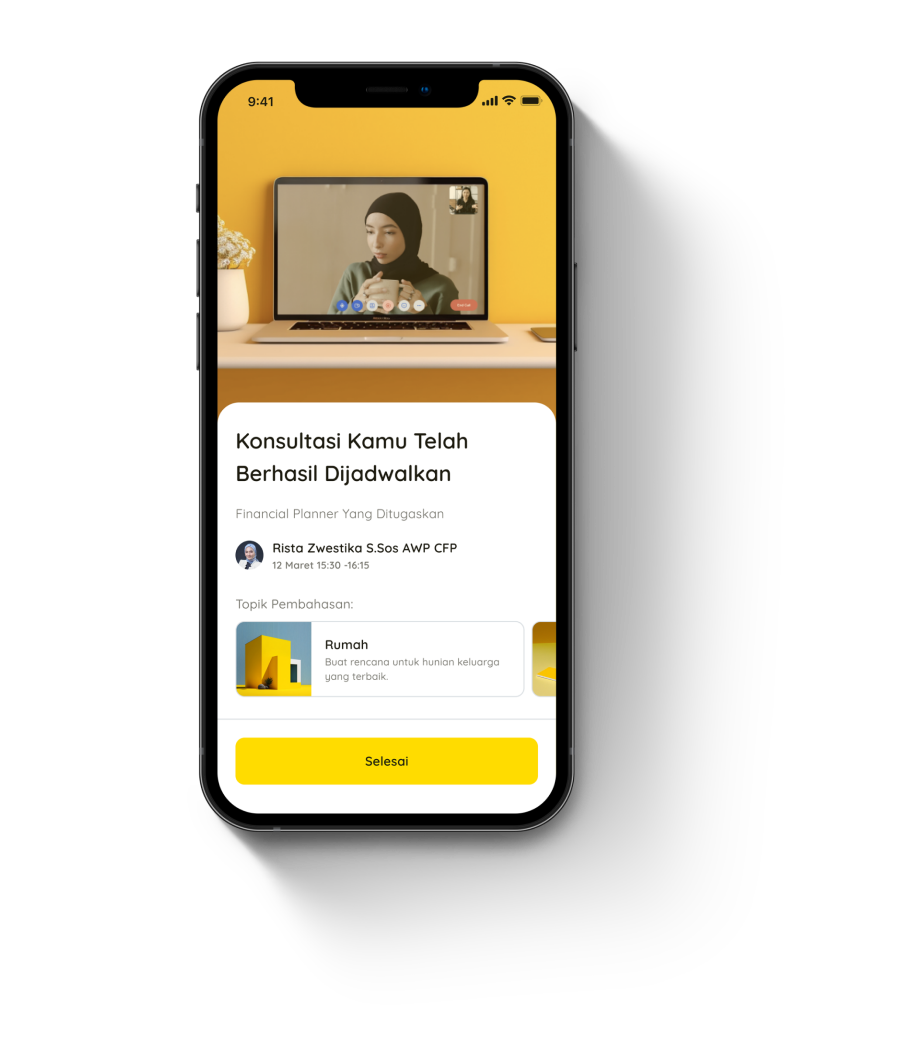 9:41
Konsultasi Kamu Telah
Berhasil Dijadwalkan
Financial Planner Yang Ditugaskan
Rista Zwestika S.Sos AWP CFP
12 Maret 15:30 -16:15
Topik Pembahasan:
Rumah
Buat rencana untuk hunian keluarga
yang terbaik.
Selesai